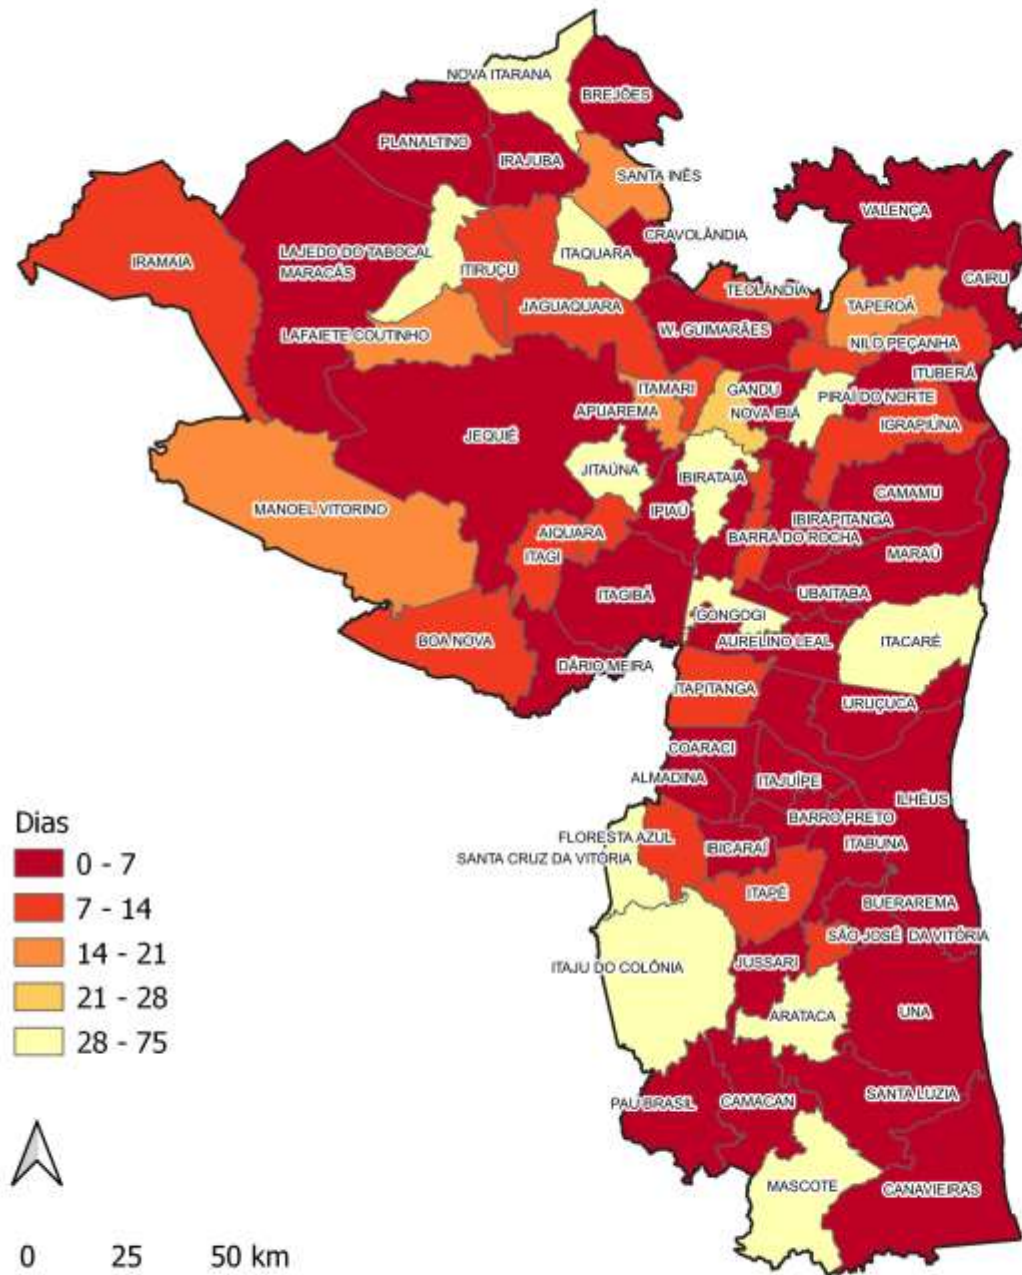 NOVA ITARANA
BREJÕES
PLANALTINO
IRAJUBA
SANTA INÊS
VALENÇA
CRAVOLÂNDIA
LAJEDO DO TABOCAL
ITAQUARA
IRAMAIA
ITIRUÇU
MARACÁS
CAIRU
TEOLÂNDIA
JAGUAQUARA
TAPEROÁ
W. GUIMARÃES
LAFAIETE COUTINHO
NILO PEÇANHA
ITUBERÁ
ITAMARI
GANDU
PIRAÍ DO NORTE
APUAREMA
NOVA IBIÁ
IGRAPIÚNA
JEQUIÉ
JITAÚNA
IBIRATAIA
CAMAMU
MANOEL VITORINO
IPIAÚ
IBIRAPITANGA
AIQUARA
BARRA DO ROCHA
ITAGI
MARAÚ
ITAGIBÁ
UBAITABA
GONGOGI
BOA NOVA
AURELINO LEAL
ITACARÉ
DÁRIO MEIRA
ITAPITANGA
URUÇUCA
COARACI
ALMADINA
ITAJUÍPE
ILHÉUS
BARRO PRETO
FLORESTA AZUL
IBICARAÍ
ITABUNA
SANTA CRUZ DA VITÓRIA
ITAPÉ
BUERAREMA
SÃO JOSÉ DA VITÓRIA
ITAJU DO COLÔNIA
JUSSARI
ARATACA
UNA
PAU BRASIL
CAMACAN
SANTA LUZIA
MASCOTE
CANAVIEIRAS
Dias
0 - 7
7 - 14
14 - 21
21 - 28
28 - 75
0 25 50 km